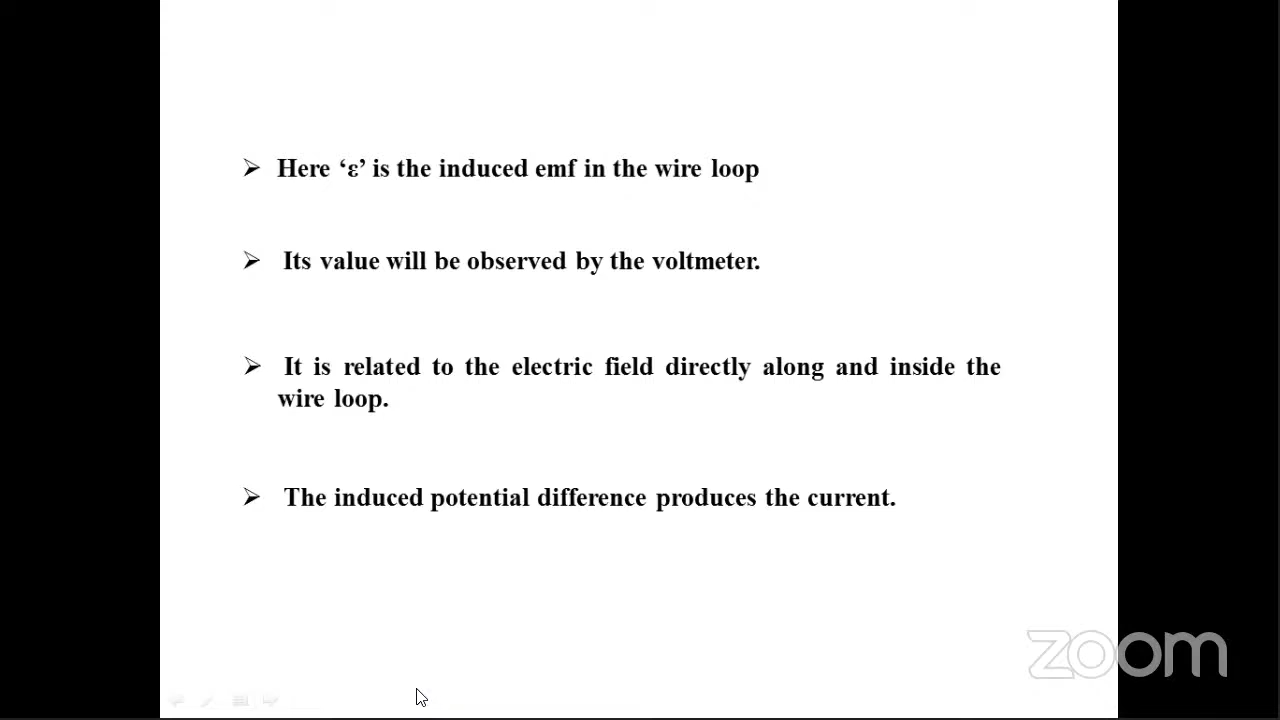 ➢ Here ‘ε’ is the induced emf in the wire loop
➢ Its value will be observed by the voltmeter.
➢ It is related to the electric field directly along and inside the
wire loop.
➢ The induced potential difference produces the current.
zoom